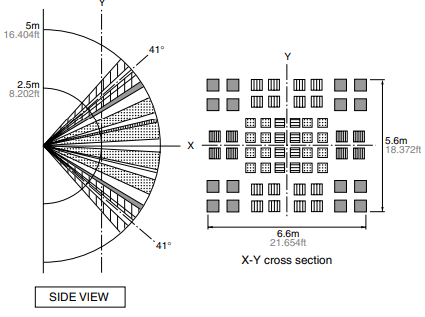 Y
5m
16.404ft
41°
2.5m
8.202ft
X
41°
SIDE VIEW
Y
5.6m
18.372ft
6.6m
21.654ft
X-Y cross section